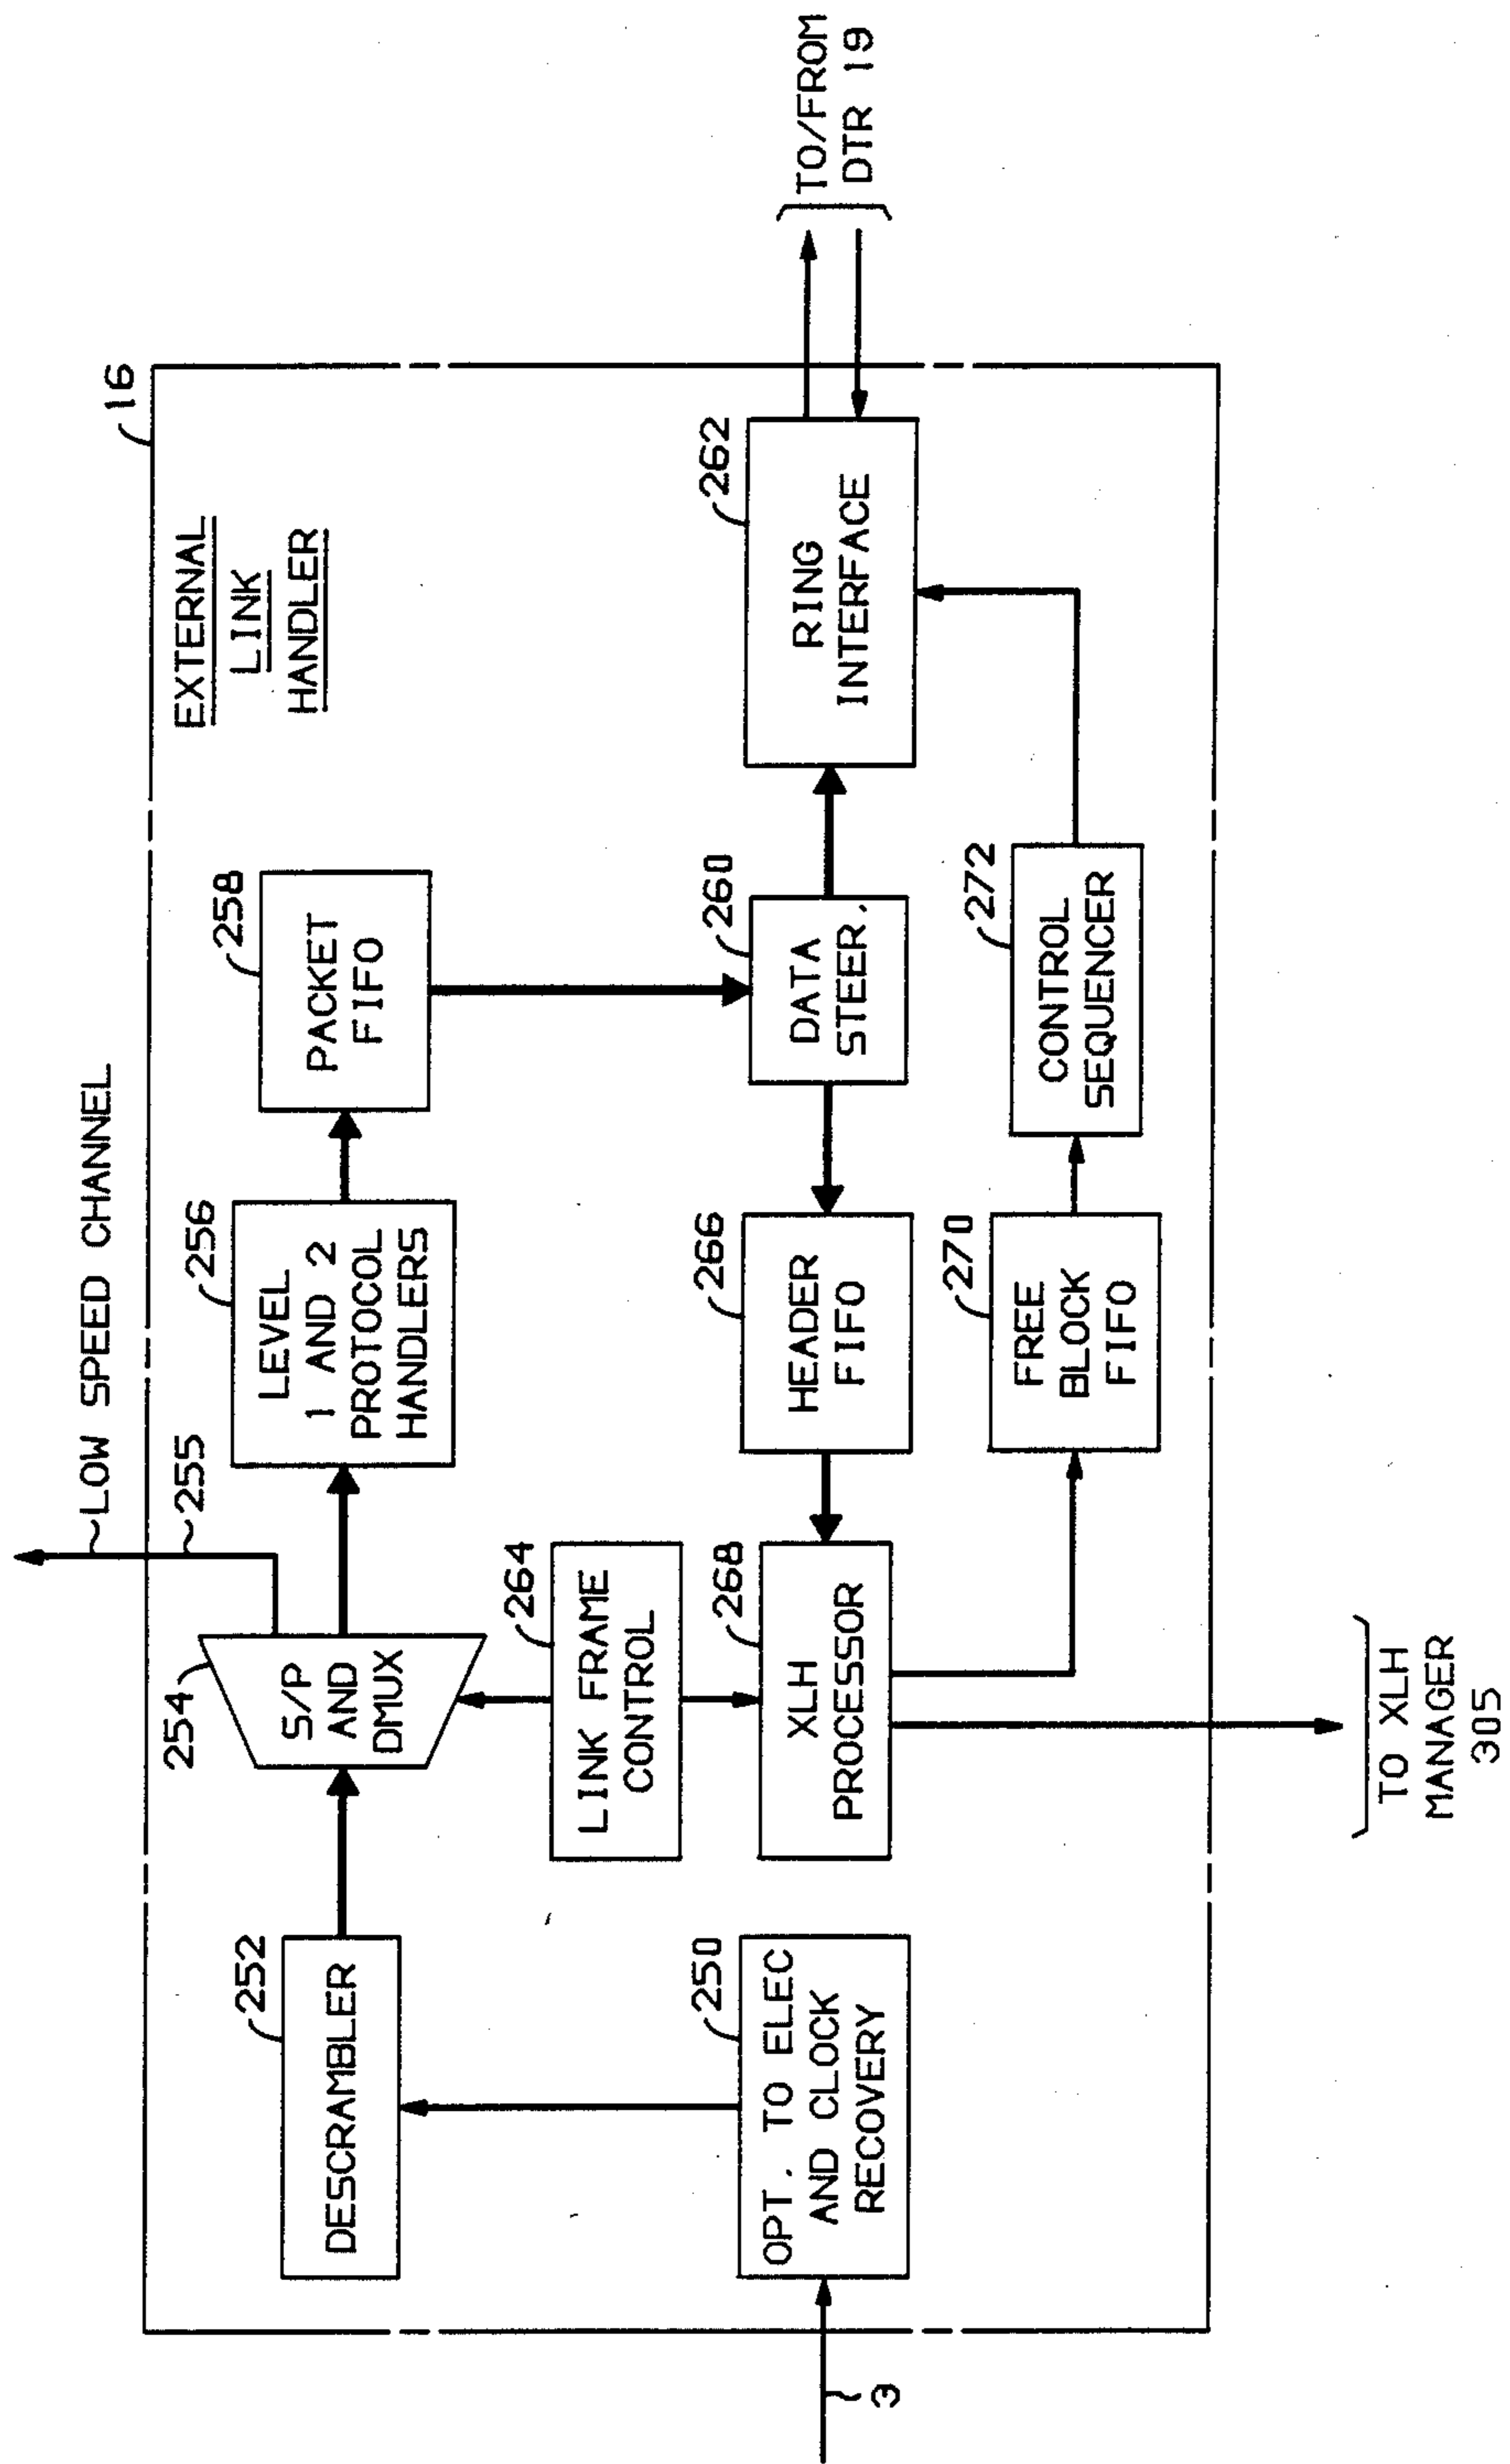 LOW SPEED CHANNEL
255
16
EXTERNAL
LINK
HANDLER
252
DESCRAMBLER
254
S/P
AND
DMUX
256
LEVEL
1 AND 2
PROTOCOL
HANDLERS
258
PACKET
FIFO
264
LINK FRAME
CONTROL
3
250
OPT. TO ELEC
AND CLOCK
RECOVERY
268
XLH
PROCESSOR
266
HEADER
FIFO
260
DATA
STEER.
262
RING
INTERFACE
TO/FROM
DTR 19
270
FREE
BLOCK
FIFO
272
CONTROL
SEQUENCER
TO XLH
MANAGER
305